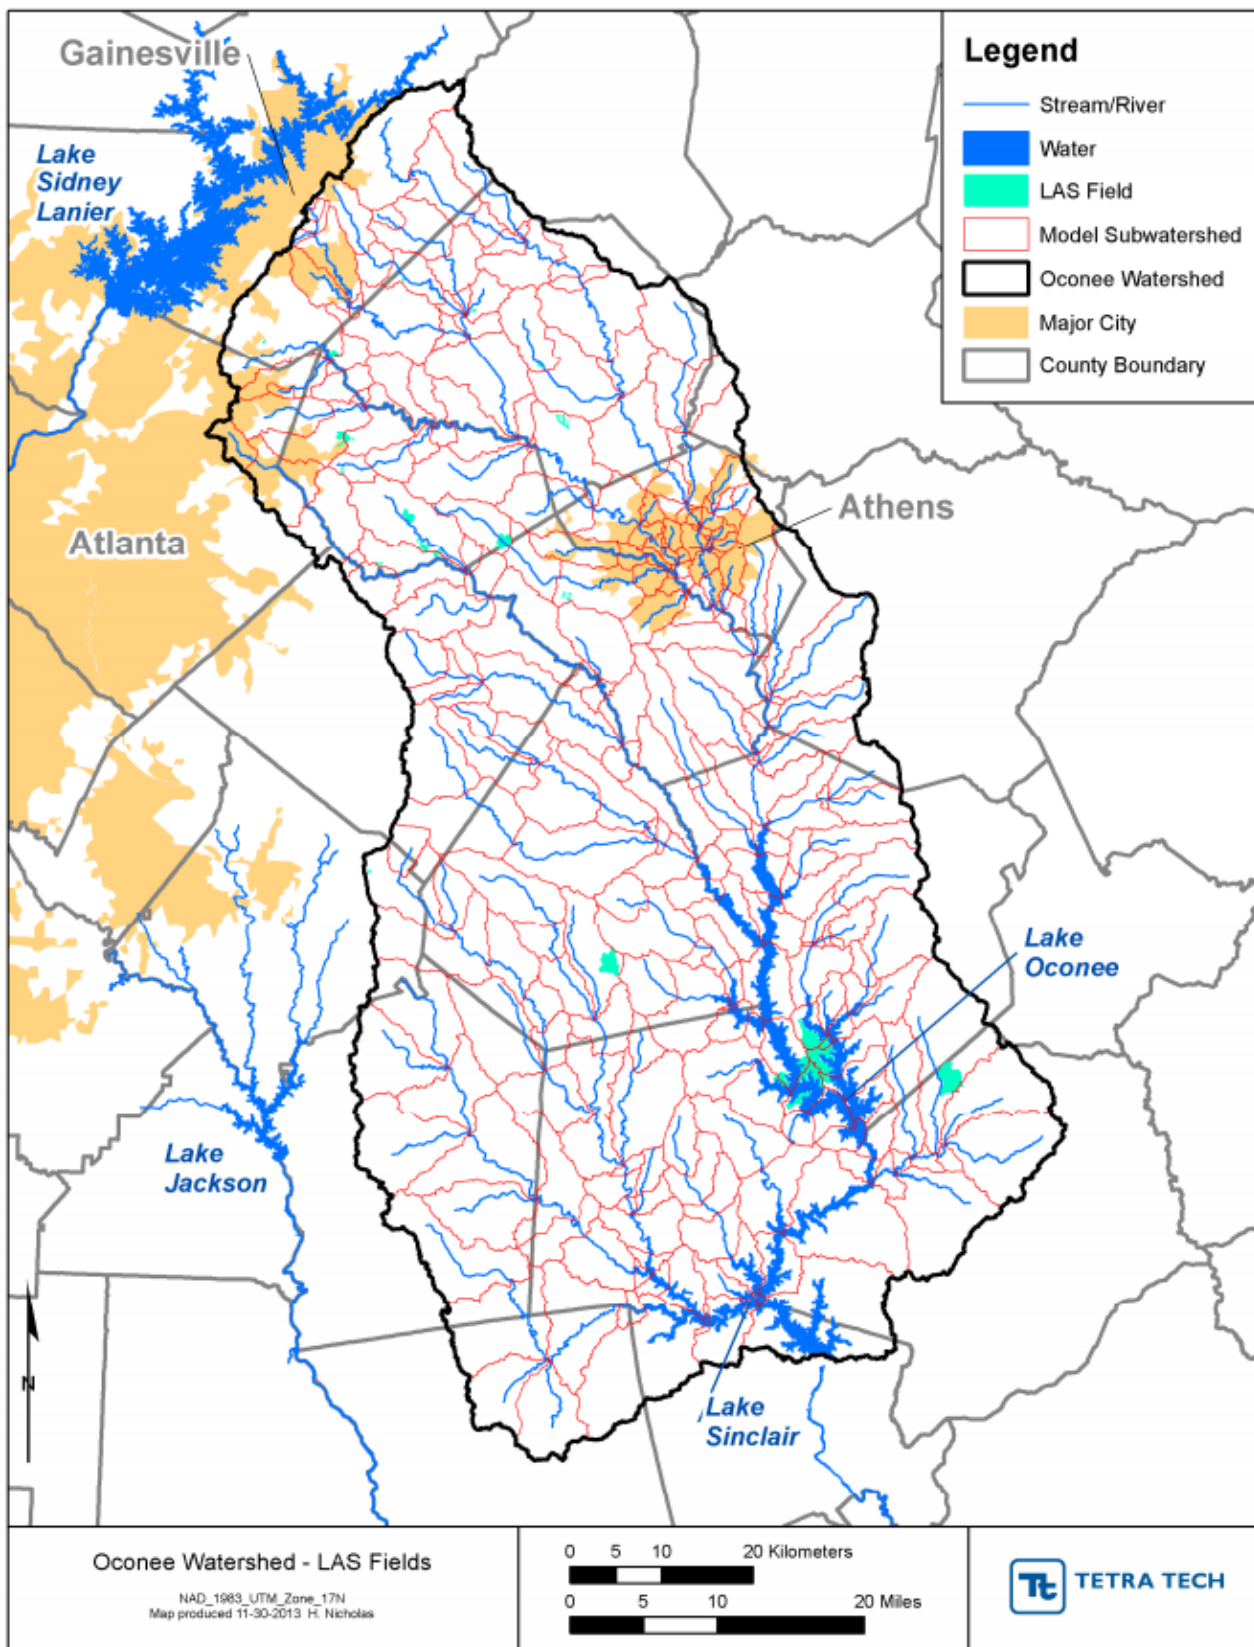 Gainesville
Lake
Sidney
Lanier
Legend
Stream/River
Water
LAS Field
Model Subwatershed
Oconee Watershed
Major City
County Boundary
Athens
Atlanta
Lake
Oconee
Lake
Jackson
Lake
Sinclair
N
Oconee Watershed - LAS Fields
NAD_1983_UTM_Zone_17N
Map produced 11-30-2013 H. Nicholas
0 5 10 20 Kilometers
0 5 10 20 Miles
Tt TETRA TECH